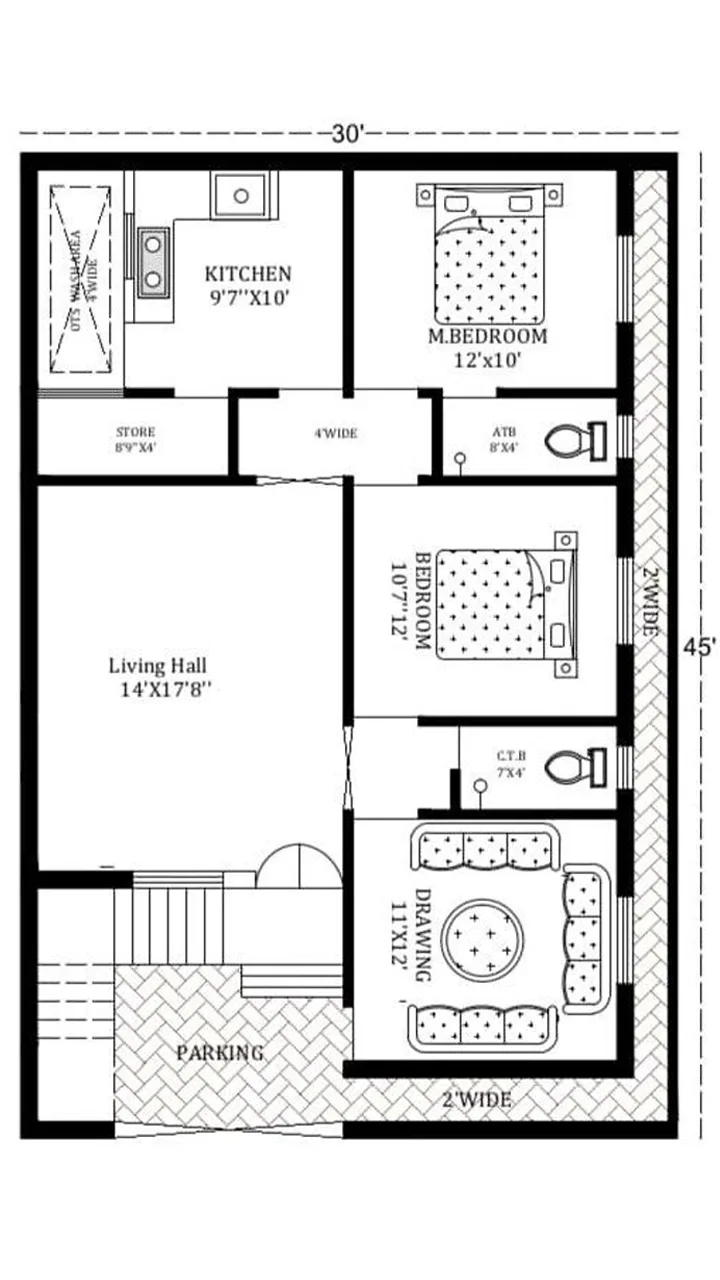 30'
OTS WASHAREA
4'WIDE
KITCHEN
9'7''X10'
M.BEDROOM
12'x10'
STORE
8'9''X4'
4'WIDE
ATB
8'X4'
BEDROOM
10'7''12'
2'WIDE
45'
Living Hall
14'X17'8''
C.T.B
7'X4'
DRAWING
11'X12'
PARKING
2'WIDE